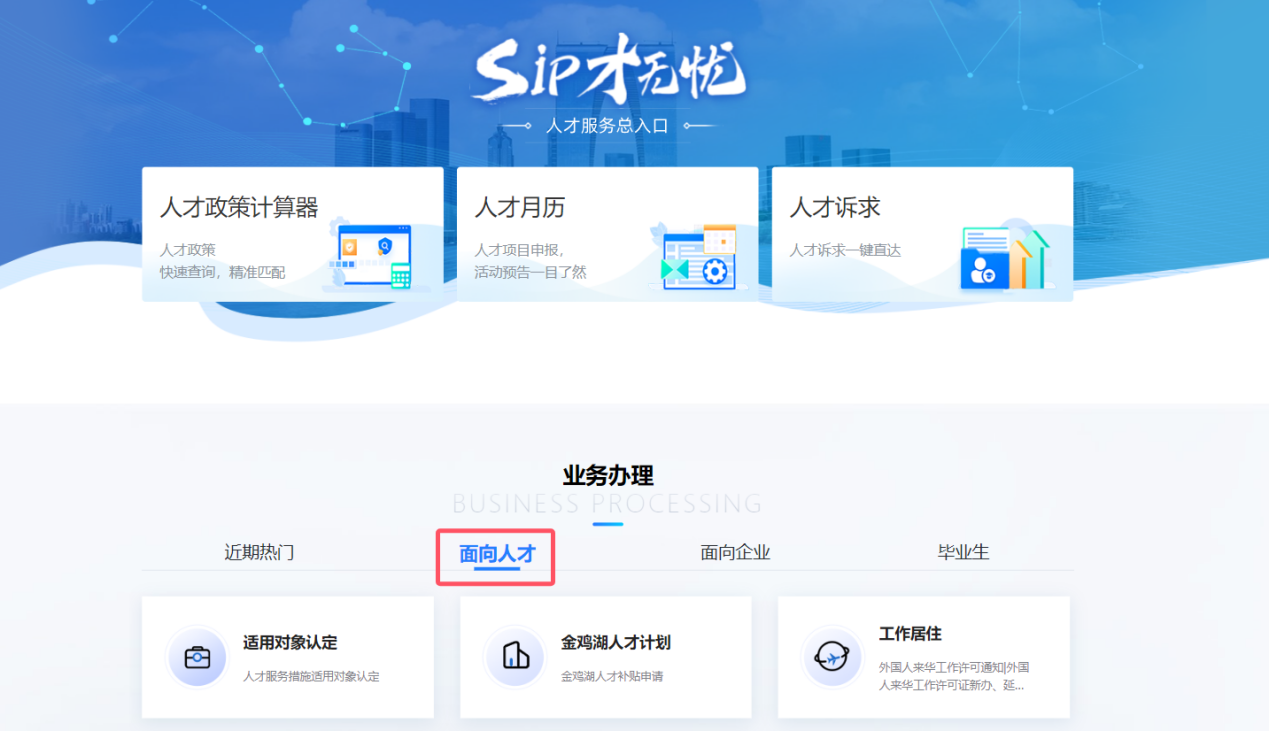 Sip才无忧
人才服务总入口
人才政策计算器
人才政策
快速查询，精准匹配
人才月历
人才项目申报，
活动预告一目了然
人才诉求
人才诉求一键直达
业务办理
BUSINESS PROCESSING
近期热门
面向人才
面向企业
毕业生
适用对象认定
人才服务措施适用对象认定
金鸡湖人才计划
金鸡湖人才补贴申请
工作居住
外国人来华工作许可通知|外国
人来华工作许可证新办、延...